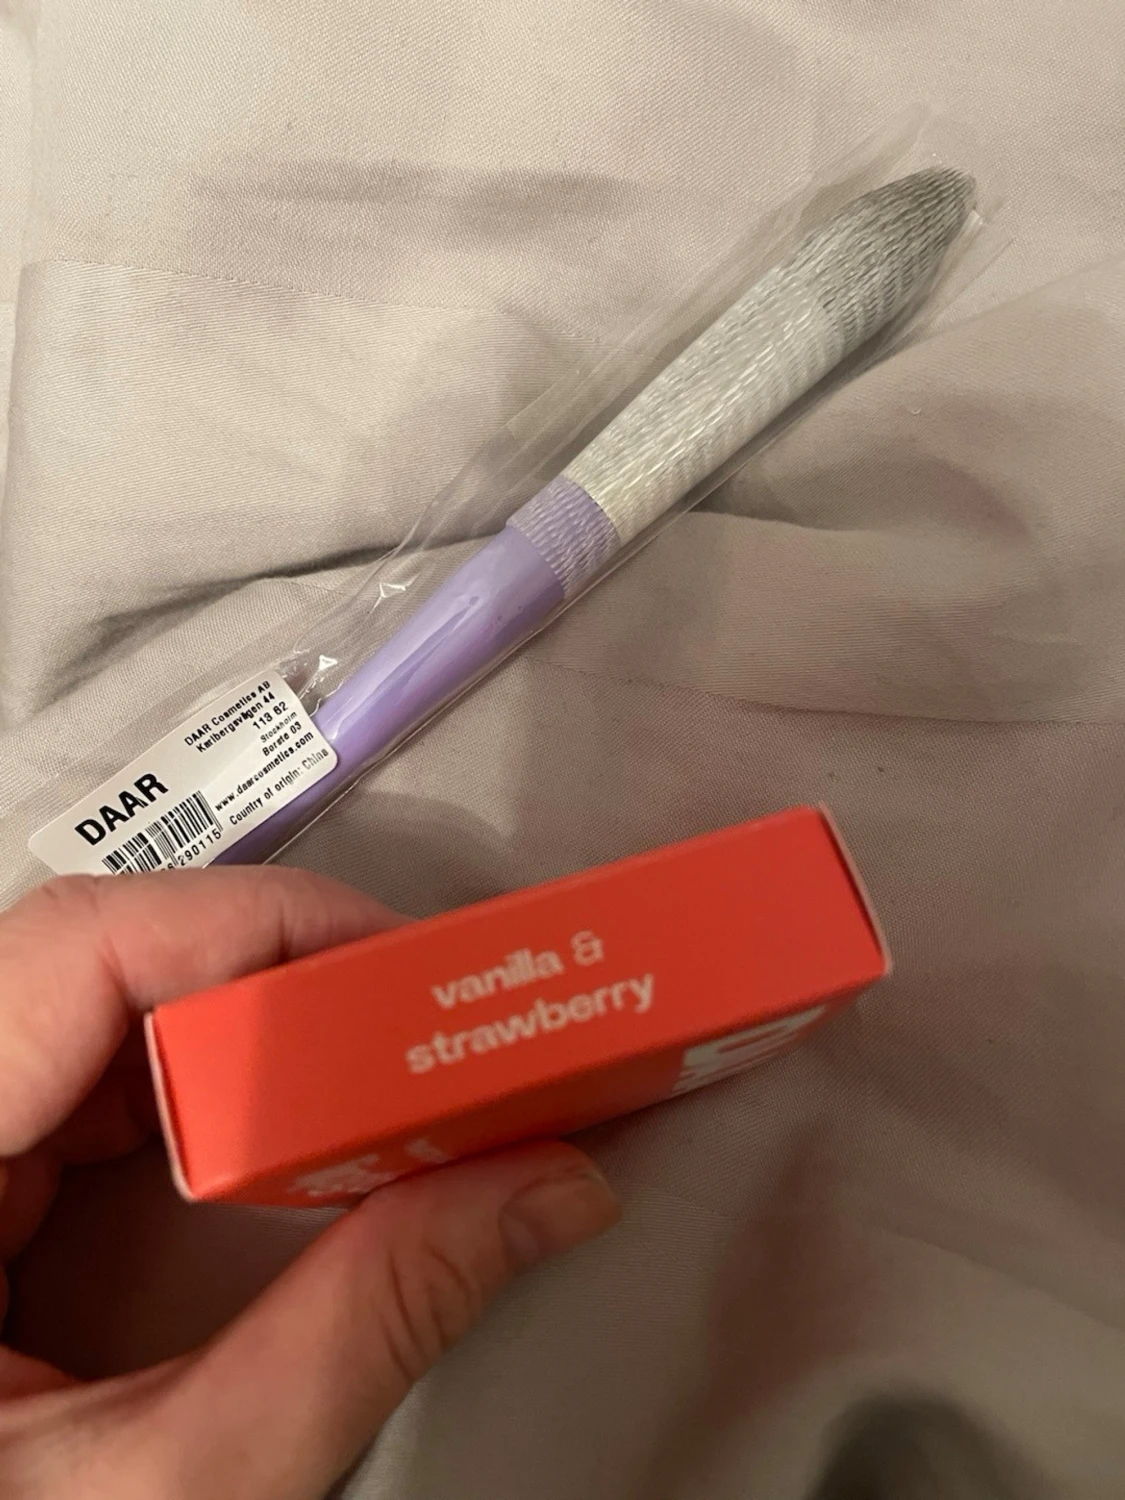 DAAR Cosmetics AB
Karlbergsvägen 44
113 62
Stockholm
Borste 03
www.daarcosmetics.com
Country of origin: China
DAAR
290115
vanilla &
strawberry